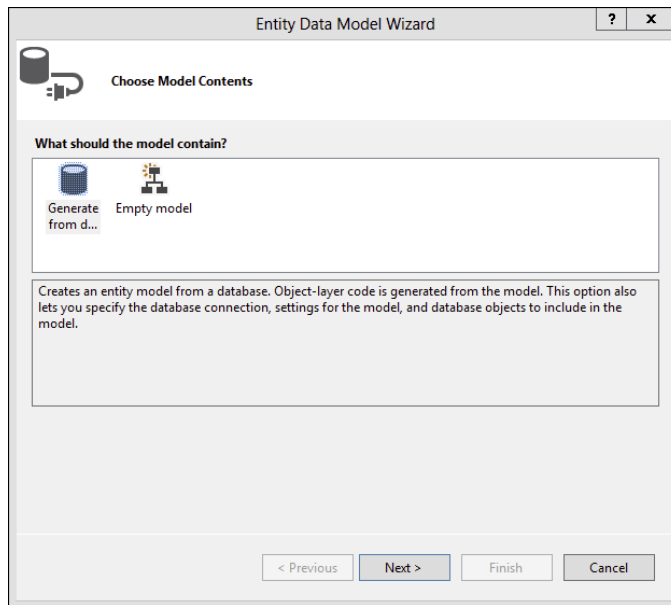 Entity Data Model Wizard
? x
Choose Model Contents
What should the model contain?
Generate
from d...
Empty model
Creates an entity model from a database. Object-layer code is generated from the model. This option also
lets you specify the database connection, settings for the model, and database objects to include in the
model.
< Previous Next > Finish Cancel